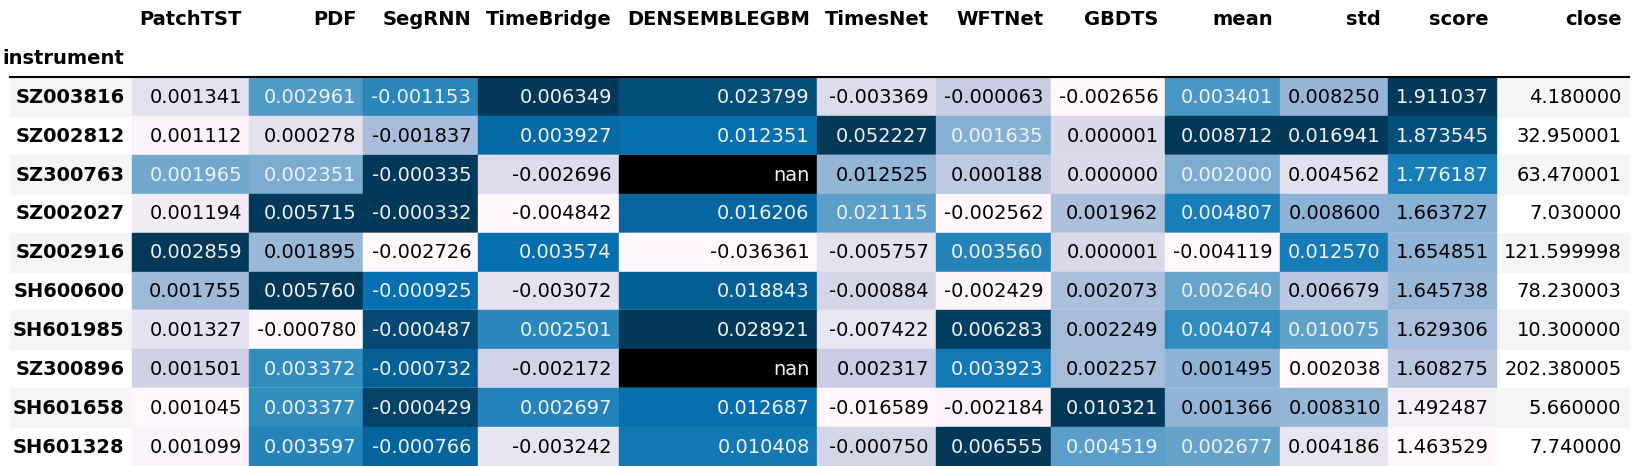 PatchTST PDF SegRNN TimeBridge DENSEMBLEGBM TimesNet WFTNet GBDTS mean std score close
instrument
SZ003816 0.001341 0.002961 -0.001153 0.006349 0.023799 -0.003369 -0.000063 -0.002656 0.003401 0.008250 1.911037 4.180000
SZ002812 0.001112 0.000278 -0.001837 0.003927 0.012351 0.052227 0.001635 0.000001 0.008712 0.016941 1.873545 32.950001
SZ300763 0.001965 0.002351 -0.000335 -0.002696 nan 0.012525 0.000188 0.000000 0.002000 0.004562 1.776187 63.470001
SZ002027 0.001194 0.005715 -0.000332 -0.004842 0.016206 0.021115 -0.002562 0.001962 0.004807 0.008600 1.663727 7.030000
SZ002916 0.002859 0.001895 -0.002726 0.003574 -0.036361 -0.005757 0.003560 0.000001 -0.004119 0.012570 1.654851 121.599998
SH600600 0.001755 0.005760 -0.000925 -0.003072 0.018843 -0.000884 -0.002429 0.002073 0.002640 0.006679 1.645738 78.230003
SH601985 0.001327 -0.000780 -0.000487 0.002501 0.028921 -0.007422 0.006283 0.002249 0.004074 0.010075 1.629306 10.300000
SZ300896 0.001501 0.003372 -0.000732 -0.002172 nan 0.002317 0.003923 0.002257 0.001495 0.002038 1.608275 202.380005
SH601658 0.001045 0.003377 -0.000429 0.002697 0.012687 -0.016589 -0.002184 0.010321 0.001366 0.008310 1.492487 5.660000
SH601328 0.001099 0.003597 -0.000766 -0.003242 0.010408 -0.000750 0.006555 0.004519 0.002677 0.004186 1.463529 7.740000